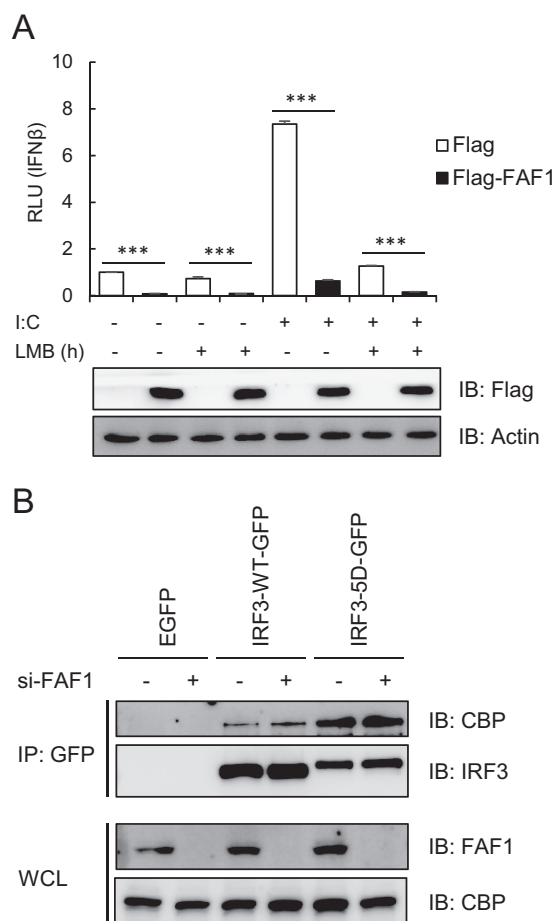 A
10
8
6
4
2
0
RLU (IFNβ)
***
*** *** ***
Flag
Flag-FAF1
I:C - - - - + + + +
LMB (h) - - + + - - + +
IB: Flag
IB: Actin
B
EGFP
IRF3-WT-GFP
IRF3-5D-GFP
si-FAF1 - + - + - +
IP: GFP
IB: CBP
IB: IRF3
WCL
IB: FAF1
IB: CBP